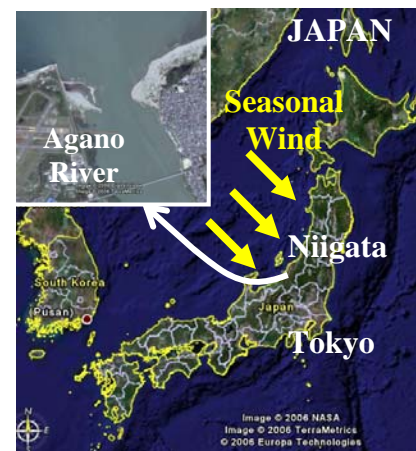 JAPAN
Seasonal
Wind
Agano
River
Niigata
South Korea
(Pusan)
Japan
Tokyo
N
Image © 2006 NASA
Image © 2006 TerraMetrics
© 2006 Europa Technologies